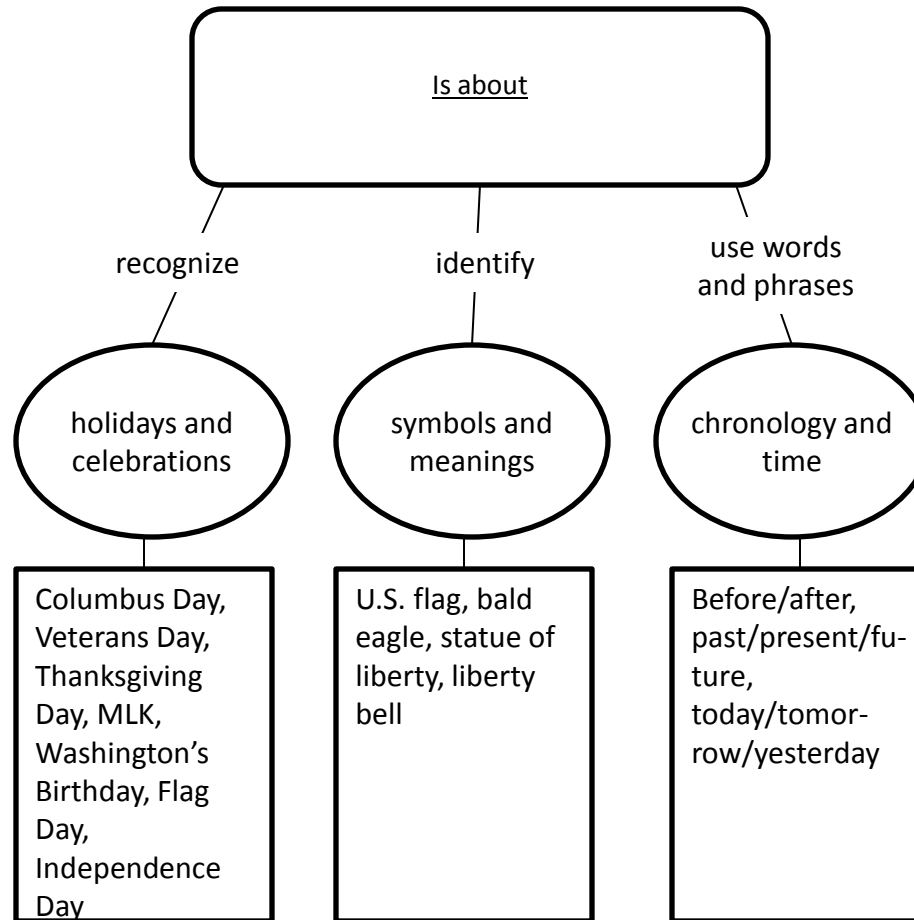 Is about
recognize
identify
use words
and phrases
holidays and
celebrations
symbols and
meanings
chronology and
time
Columbus Day,
Veterans Day,
Thanksgiving
Day, MLK,
Washington’s
Birthday, Flag
Day,
Independence
Day
U.S. flag, bald
eagle, statue of
liberty, liberty
bell
Before/after,
past/present/fu-
ture,
today/tomor-
row/yesterday